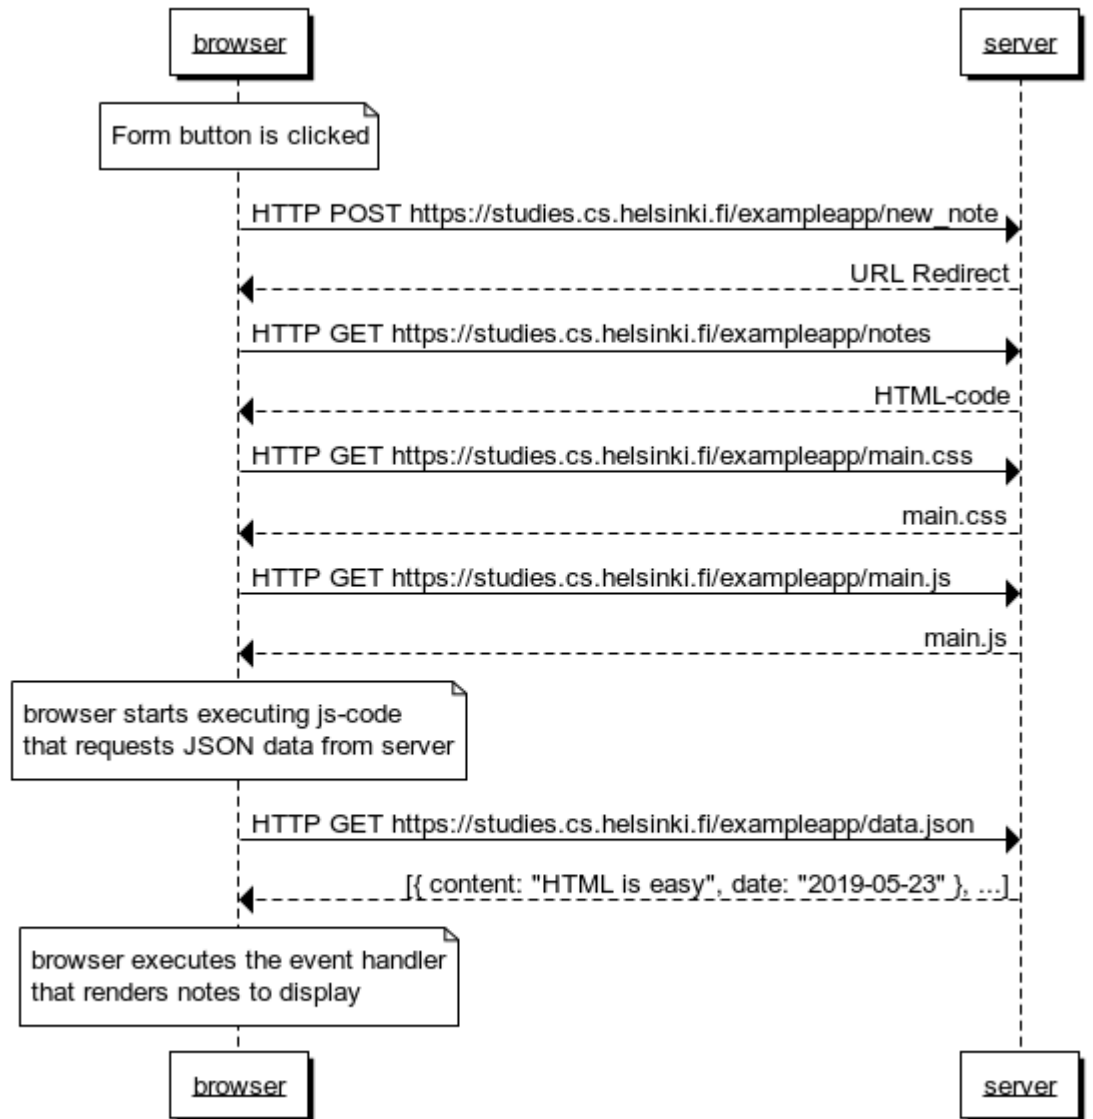 browser
server
Form button is clicked
HTTP POST https://studies.cs.helsinki.fi/exampleapp/new_note
URL Redirect
HTTP GET https://studies.cs.helsinki.fi/exampleapp/notes
HTML-code
HTTP GET https://studies.cs.helsinki.fi/exampleapp/main.css
main.css
HTTP GET https://studies.cs.helsinki.fi/exampleapp/main.js
main.js
browser starts executing js-code
that requests JSON data from server
HTTP GET https://studies.cs.helsinki.fi/exampleapp/data.json
[{ content: "HTML is easy", date: "2019-05-23" }, ...]
browser executes the event handler
that renders notes to display
browser
server